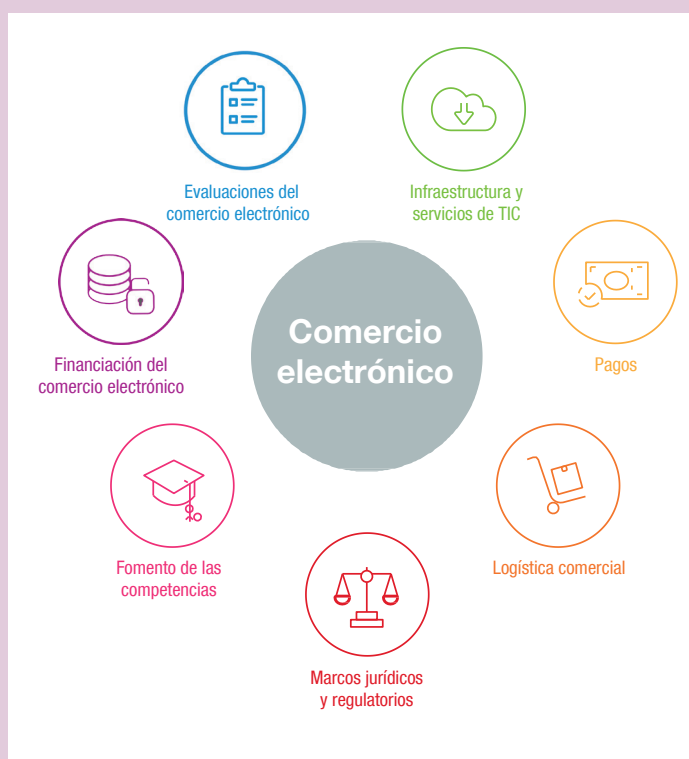 Evaluaciones del
comercio electrónico
Infraestructura y
servicios de TIC
Financiación del
comercio electrónico
Comercio
electrónico
Pagos
Fomento de las
competencias
Logística comercial
Marcos jurídicos
y regulatorios